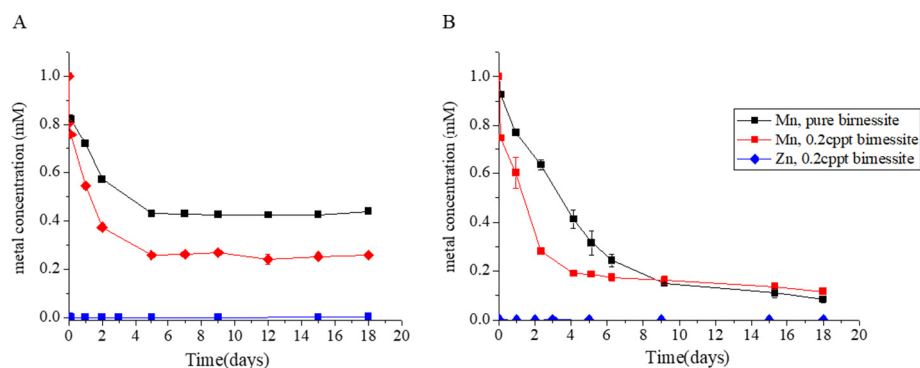 A
metal concentration (mM)
1.0
0.8
0.6
0.4
0.2
0.0
0 2 4 6 8 10 12 14 16 18 20
Time(days)
B
metal concentration (mM)
1.0
0.8
0.6
0.4
0.2
0.0
0 2 4 6 8 10 12 14 16 18 20
Time(days)
Mn, pure birnessite
Mn, 0.2cppt birnessite
Zn, 0.2cppt birnessite